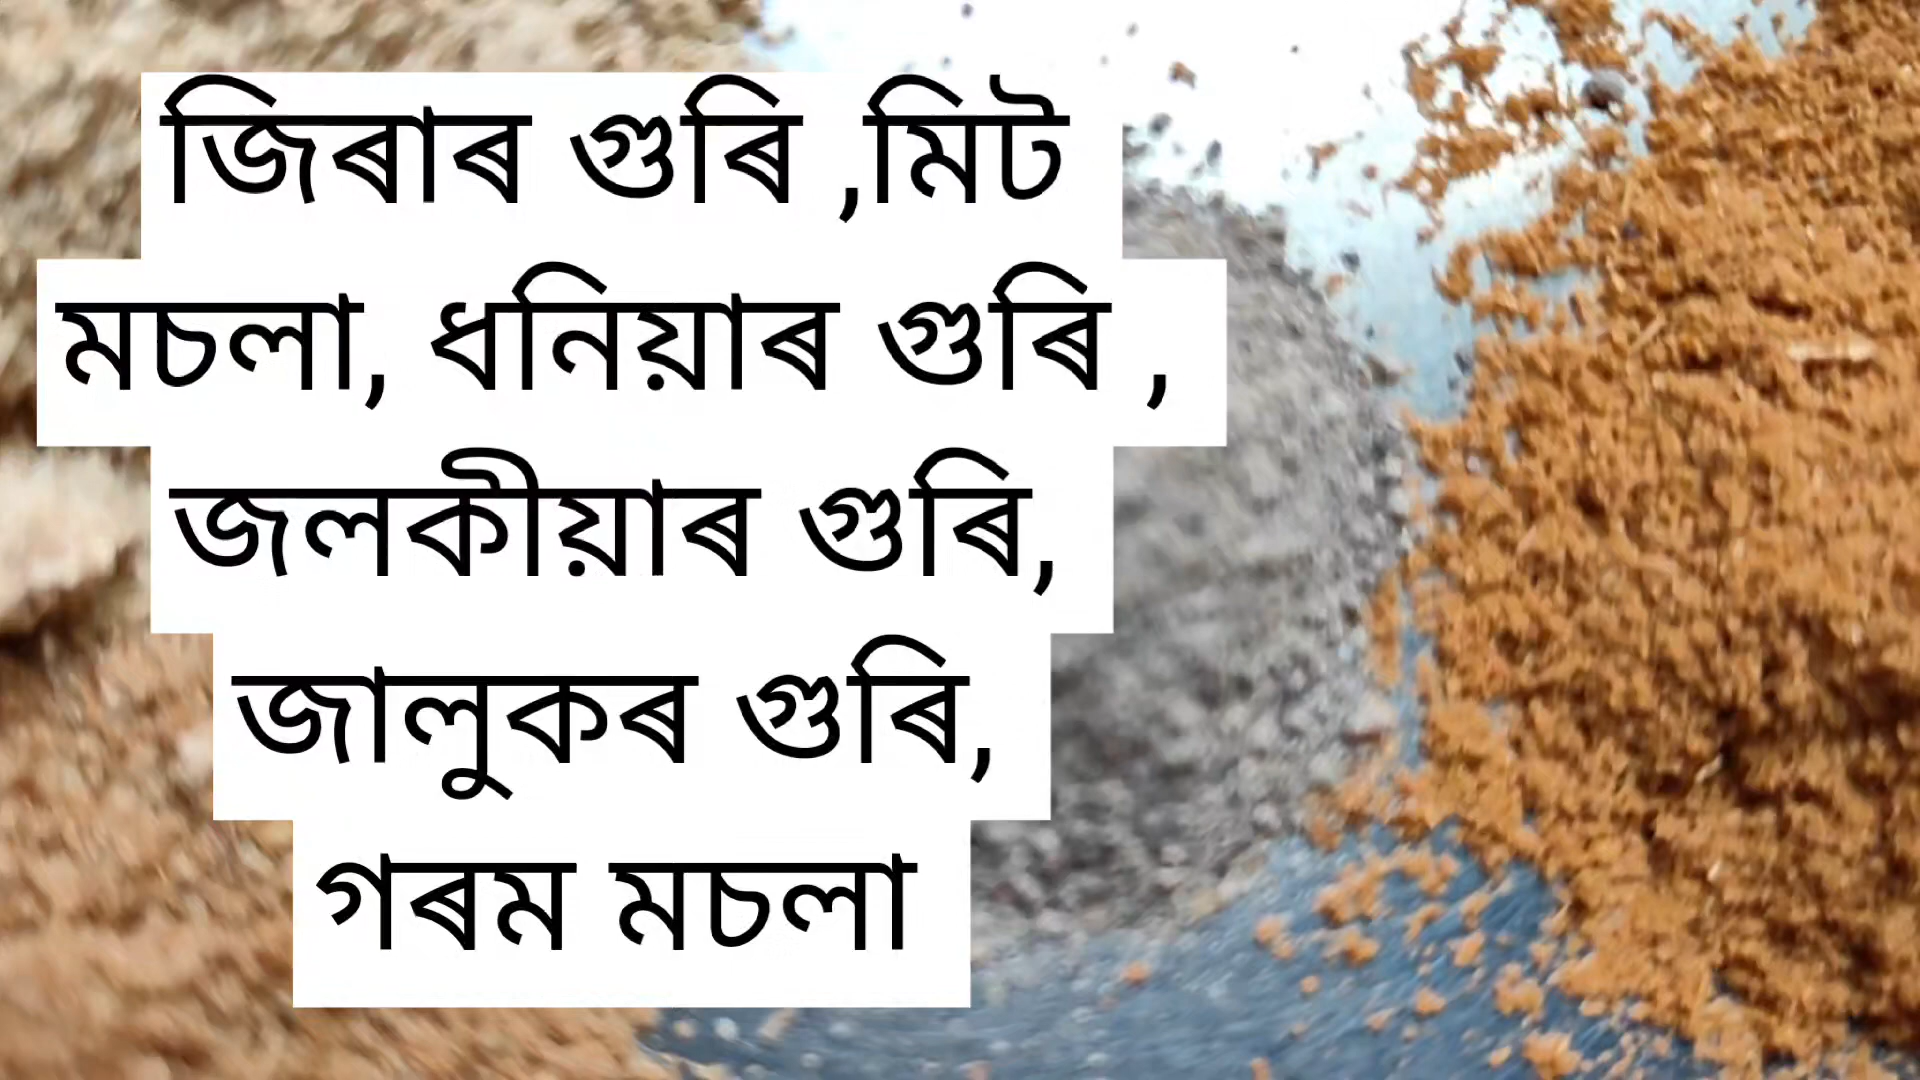 জিৰাৰ গুৰি ,মিট
মচলা, ধনিয়াৰ গুৰি ,
জলকীয়াৰ গুৰি,
জালুকৰ গুৰি,
গৰম মচলা